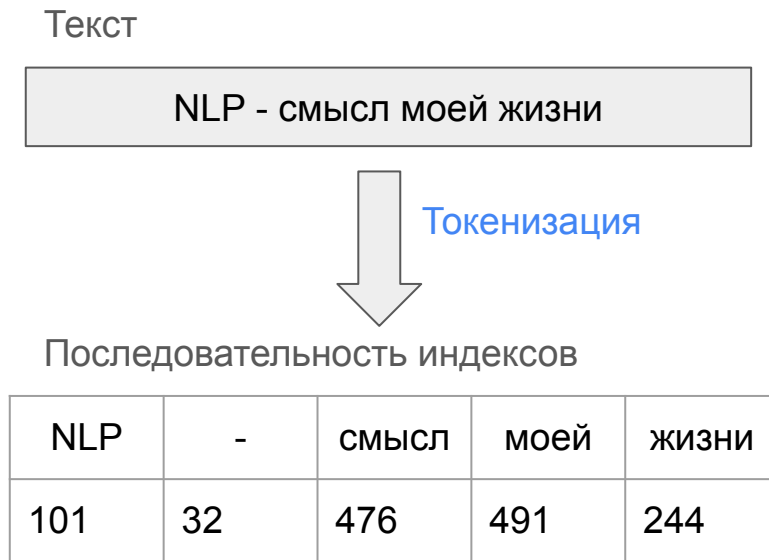 Текст
NLP - смысл моей жизни
Токенизация
Последовательность индексов
NLP - смысл моей жизни
101 32 476 491 244